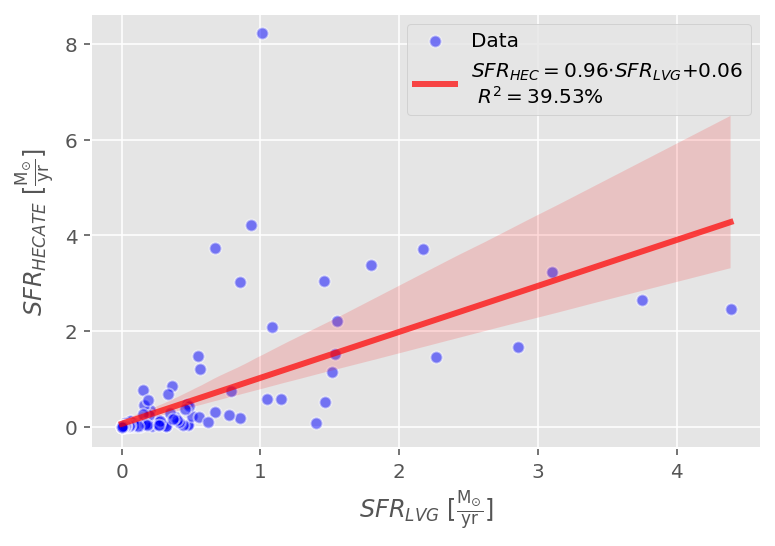 Data
SFR_HEC = 0.96·SFR_LVG+0.06
R² = 39.53%
8
6
4
2
0
SFR_HECATE [M⊙/yr]
0 1 2 3 4
SFR_LVG [M⊙/yr]